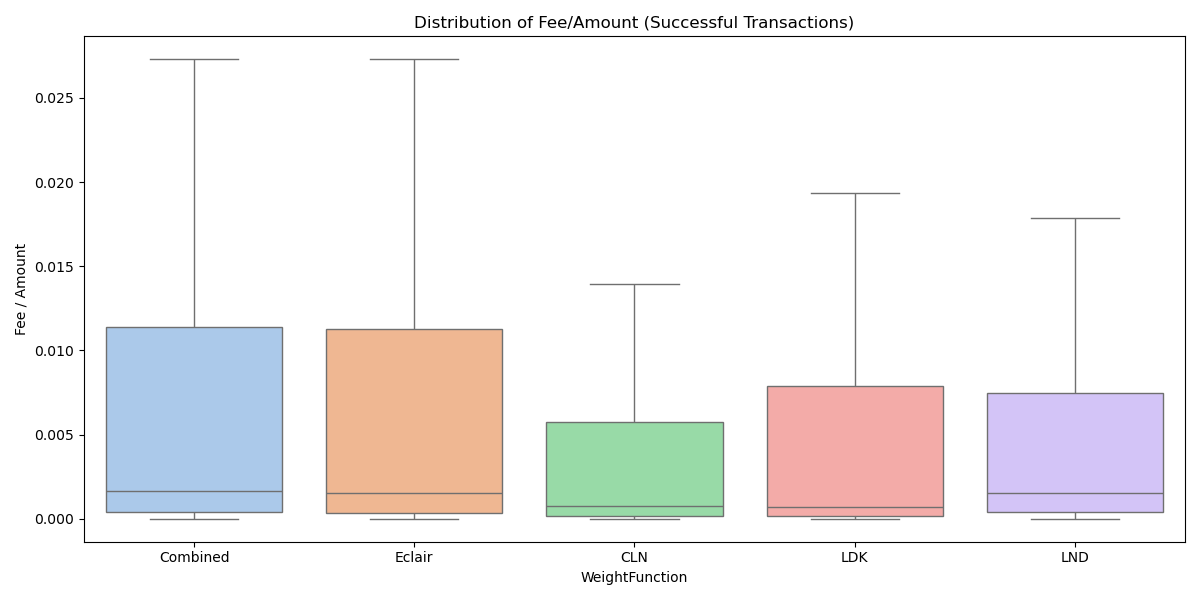 Distribution of Fee/Amount (Successful Transactions)
Fee / Amount
0.025
0.020
0.015
0.010
0.005
0.000
Combined
Eclair
CLN
LDK
LND
WeightFunction